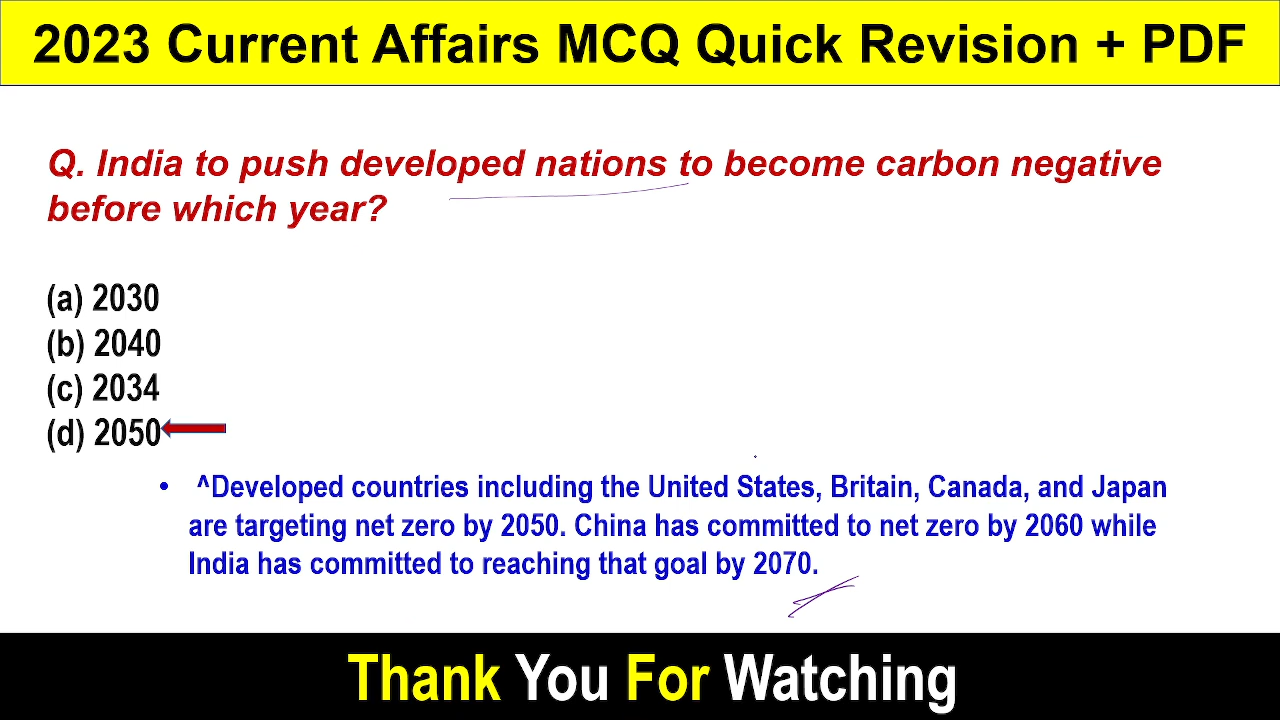 2023 Current Affairs MCQ Quick Revision + PDF
Q. India to push developed nations to become carbon negative
before which year?
(a) 2030
(b) 2040
(c) 2034
(d) 2050
• ^Developed countries including the United States, Britain, Canada, and Japan
are targeting net zero by 2050. China has committed to net zero by 2060 while
India has committed to reaching that goal by 2070.
Thank You For Watching